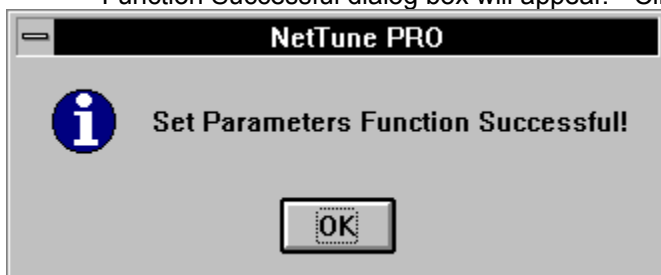 Function Successful dialog box will appear.
NetTune PRO
Set Parameters Function Successful!
OK